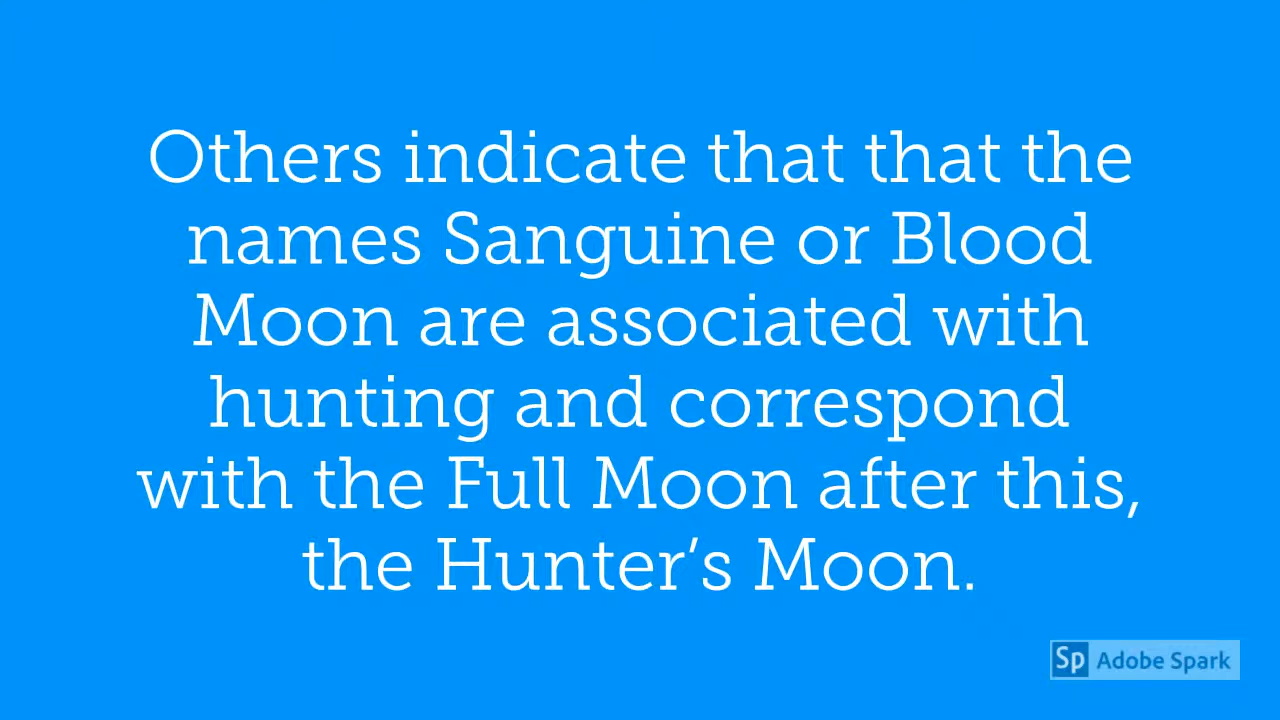 Others indicate that that the
names Sanguine or Blood
Moon are associated with
hunting and correspond
with the Full Moon after this,
the Hunter’s Moon.
Sp Adobe Spark